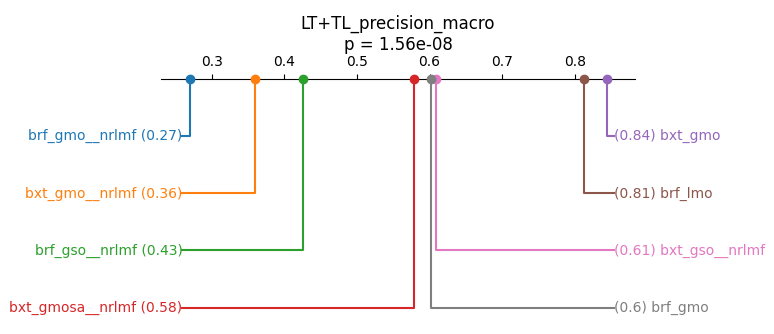 LT+TL_precision_macro
p = 1.56e-08
0.3 0.4 0.5 0.6 0.7 0.8
brf_gmo__nrlmf (0.27) (0.84) bxt_gmo
bxt_gmo__nrlmf (0.36) (0.81) brf_lmo
brf_gso__nrlmf (0.43) (0.61) bxt_gso__nrlmf
bxt_gmosa__nrlmf (0.58) (0.6) brf_gmo